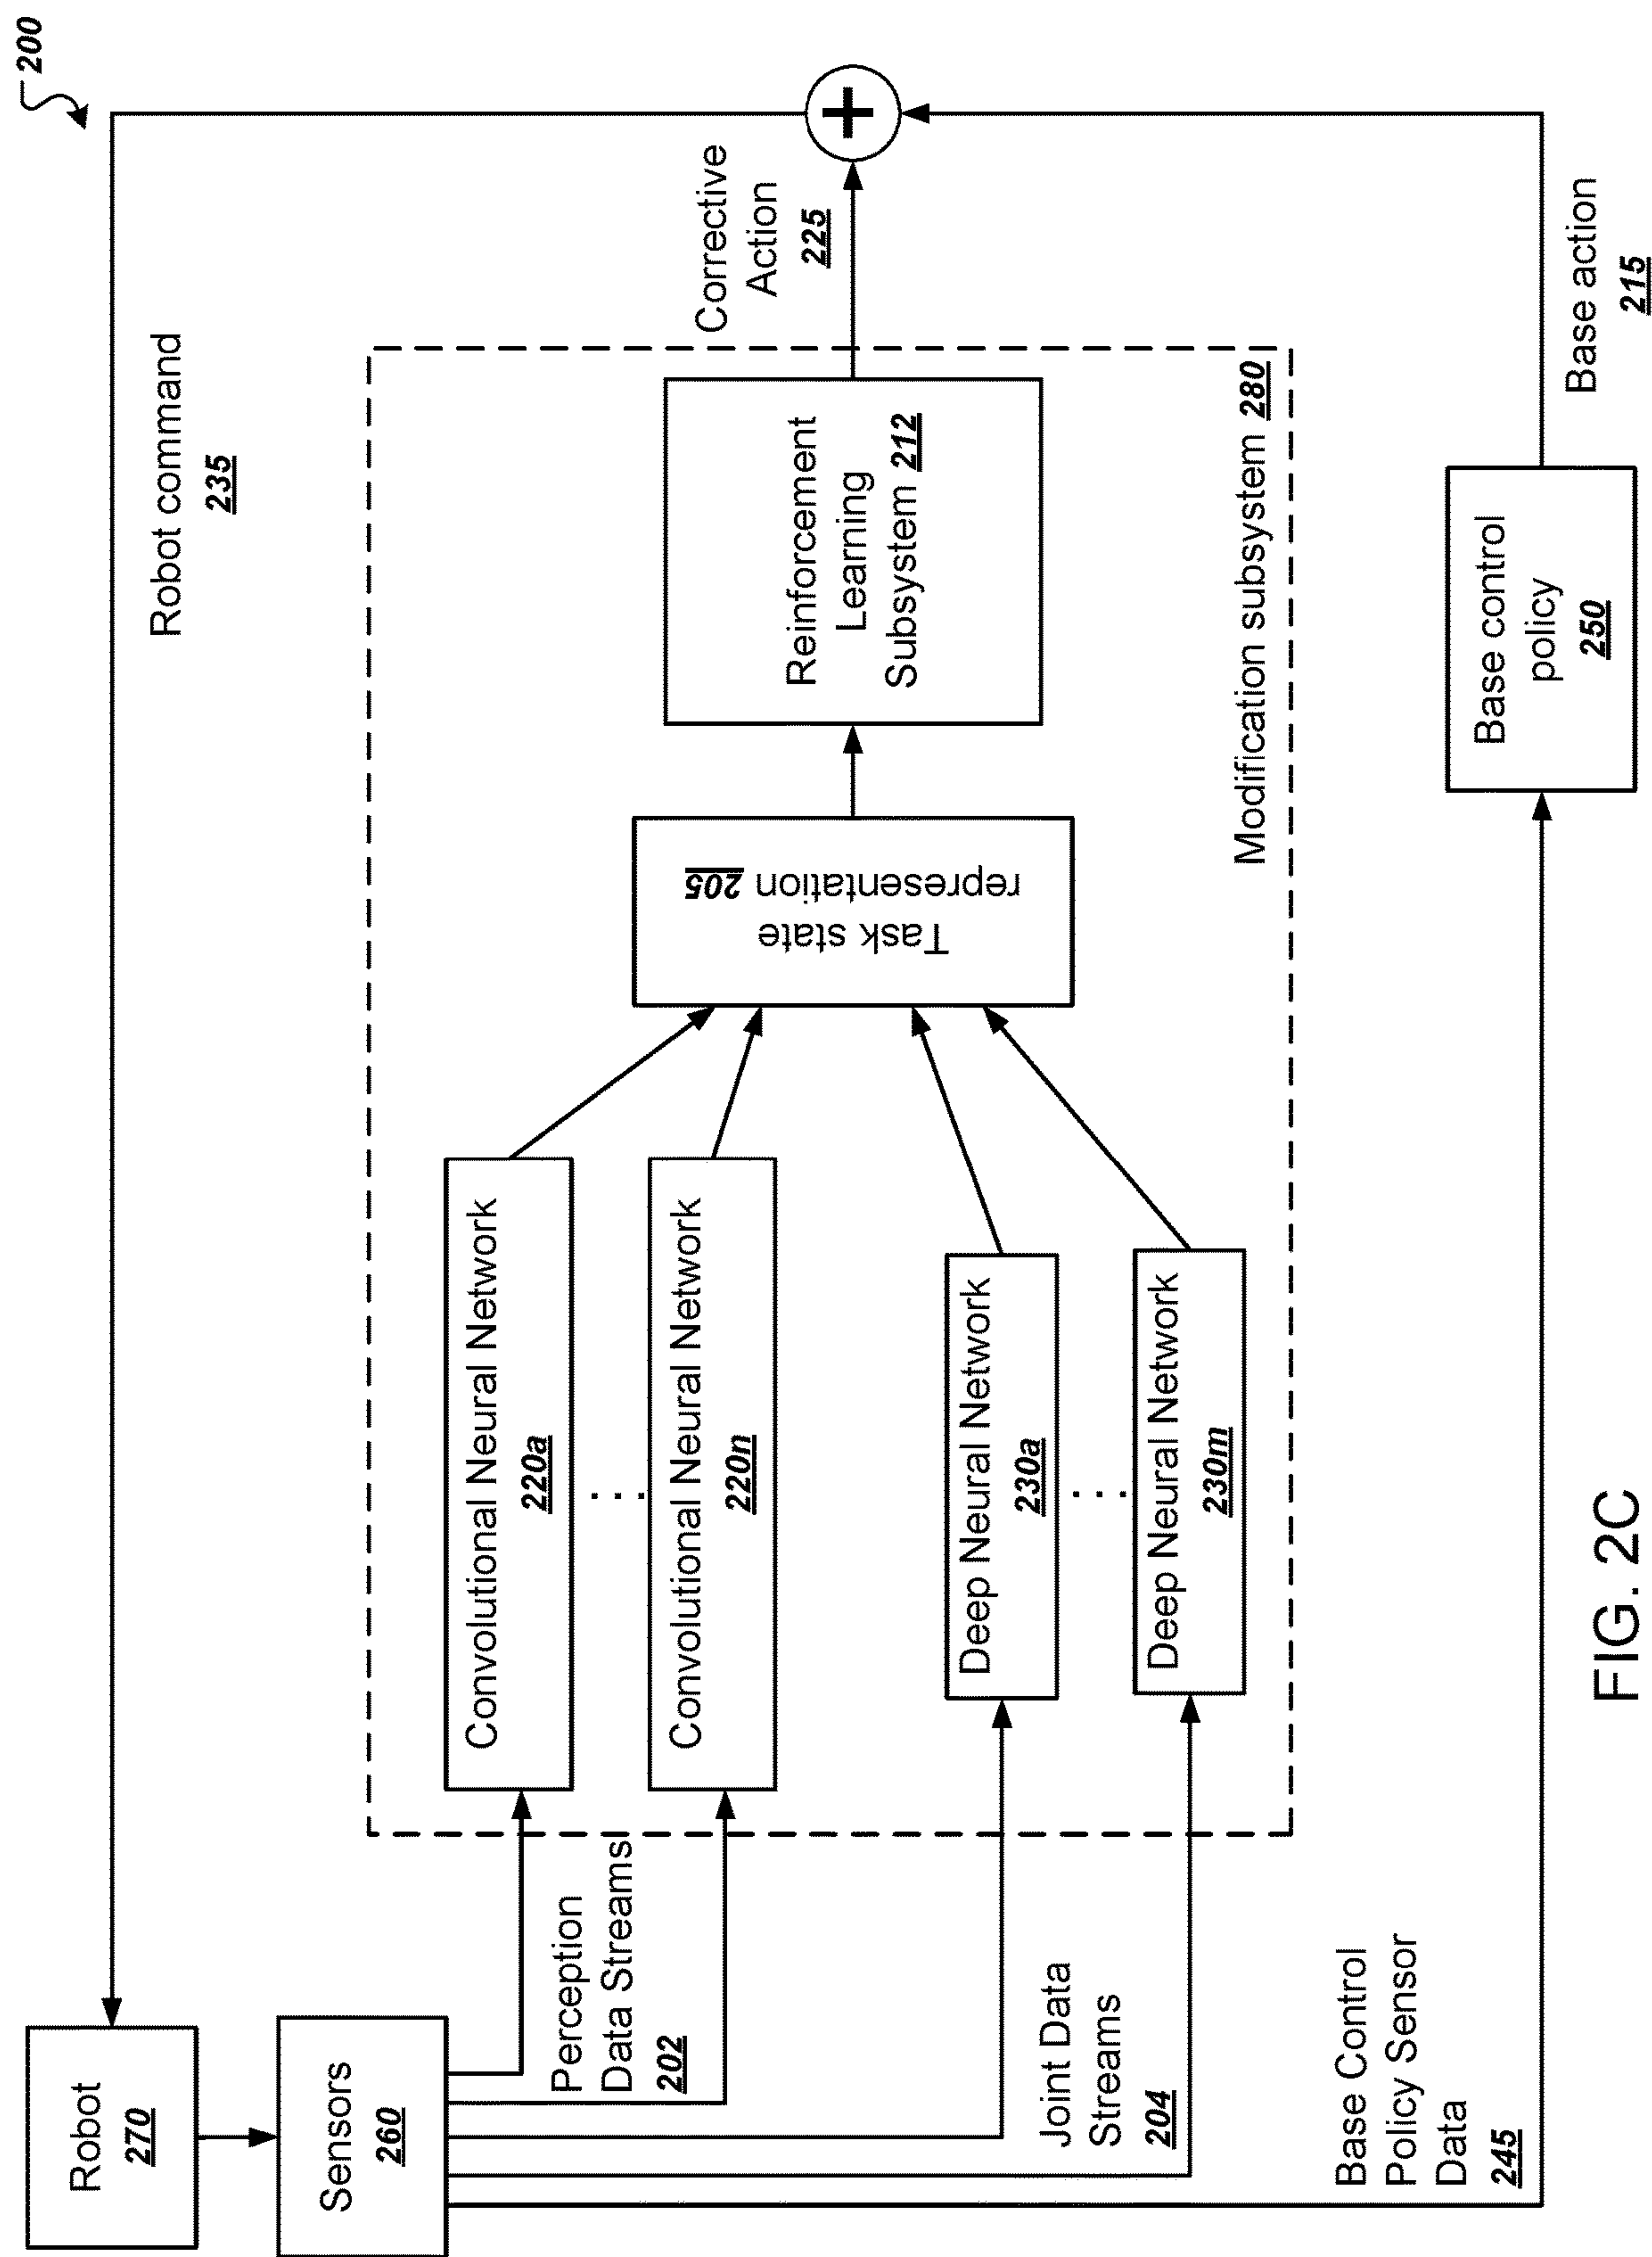 200
Robot command
235
Robot
270
Sensors
260
Perception
Data Streams
202
Joint Data
Streams
204
Base Control
Policy Sensor
Data
245
Convolutional Neural Network
220a
...
Convolutional Neural Network
220n
Deep Neural Network
230a
...
Deep Neural Network
230m
Task state
representation 205
Reinforcement
Learning
Subsystem 212
Modification subsystem 280
Corrective
Action
225
+
Base control
policy
250
Base action
215
FIG. 2C